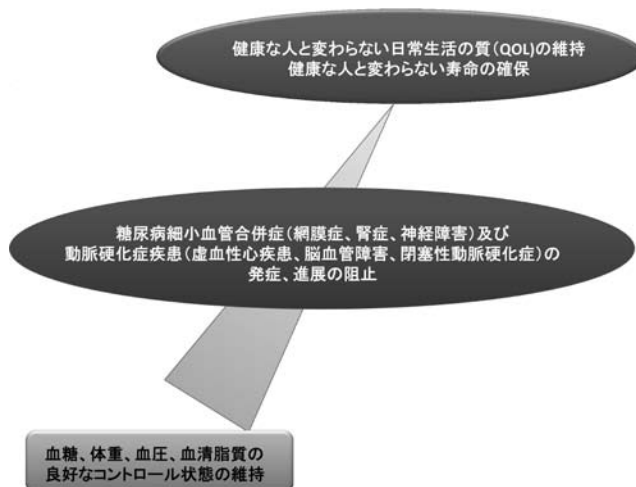 健康な人と変わらない日常生活の質(QOL)の維持
健康な人と変わらない寿命の確保
糖尿病細小血管合併症(網膜症、腎症、神経障害)及び
動脈硬化症疾患(虚血性心疾患、脳血管障害、閉塞性動脈硬化症)の
発症、進展の阻止
血糖、体重、血圧、血清脂質の
良好なコントロール状態の維持